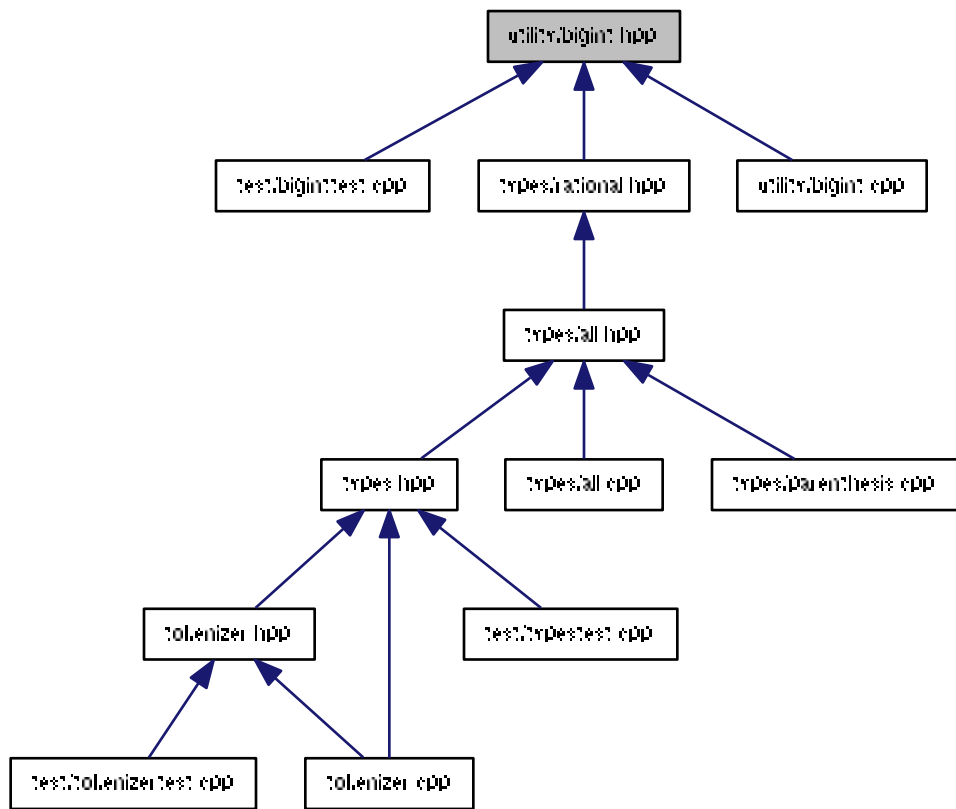 utility/bigint.hpp
test/biginttest.cpp
types/rational.hpp
utility/bigint.cpp
types/all.hpp
types.hpp
types/all.cpp
types/parenthesis.cpp
tokenizer.hpp
test/typestest.cpp
test/tokenizertest.cpp
tokenizer.cpp